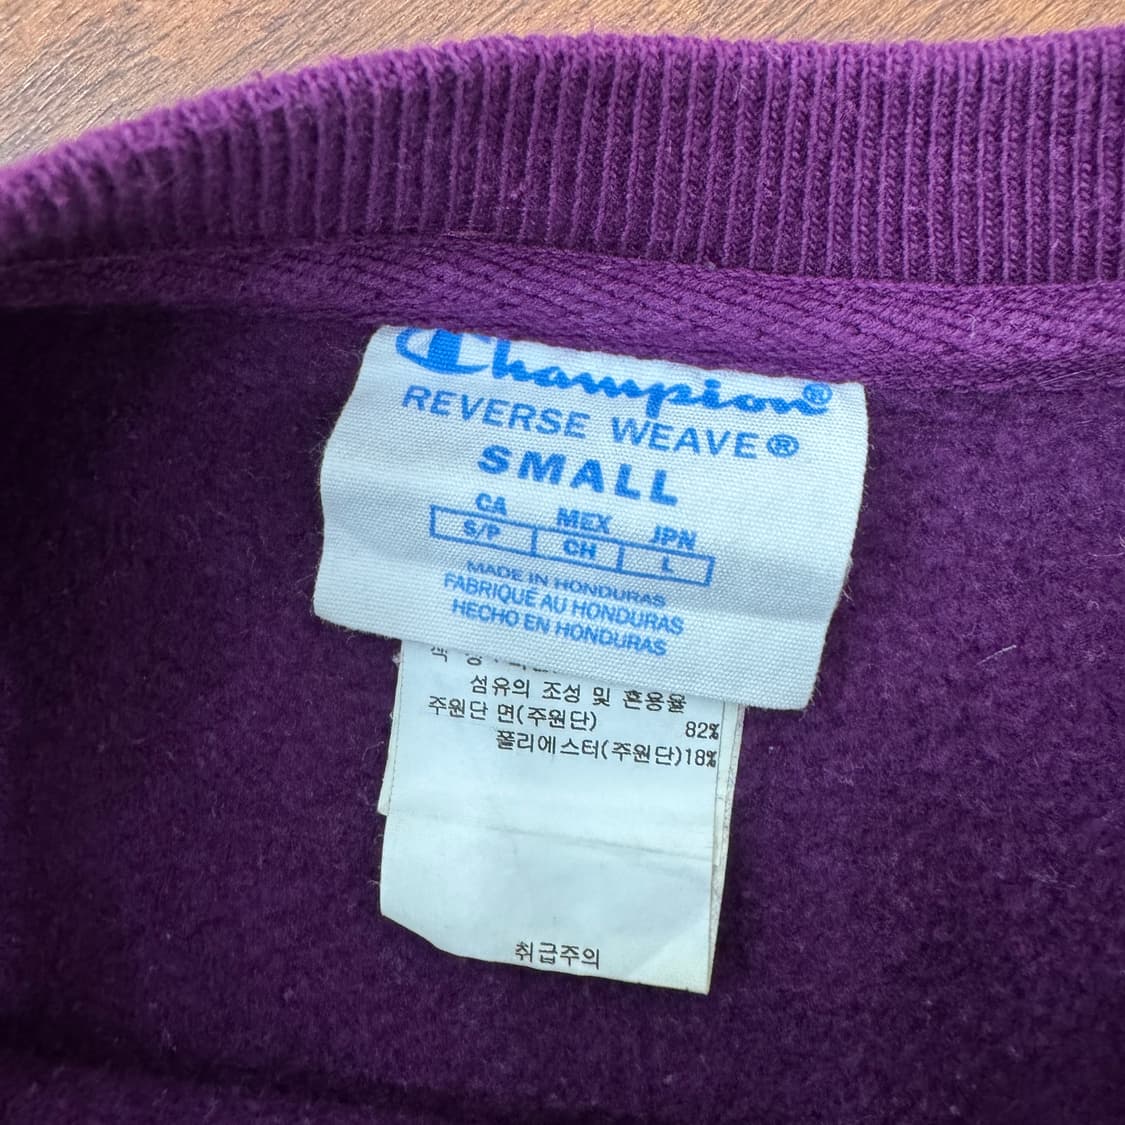 Champion®
REVERSE WEAVE®
SMALL
CA MEX JPN
S/P CH L
MADE IN HONDURAS
FABRIQUÉ AU HONDURAS
HECHO EN HONDURAS
섬유의 조성 및 혼용율
주원단 면(주원단) 82%
폴리에스터(주원단)18%
취급주의